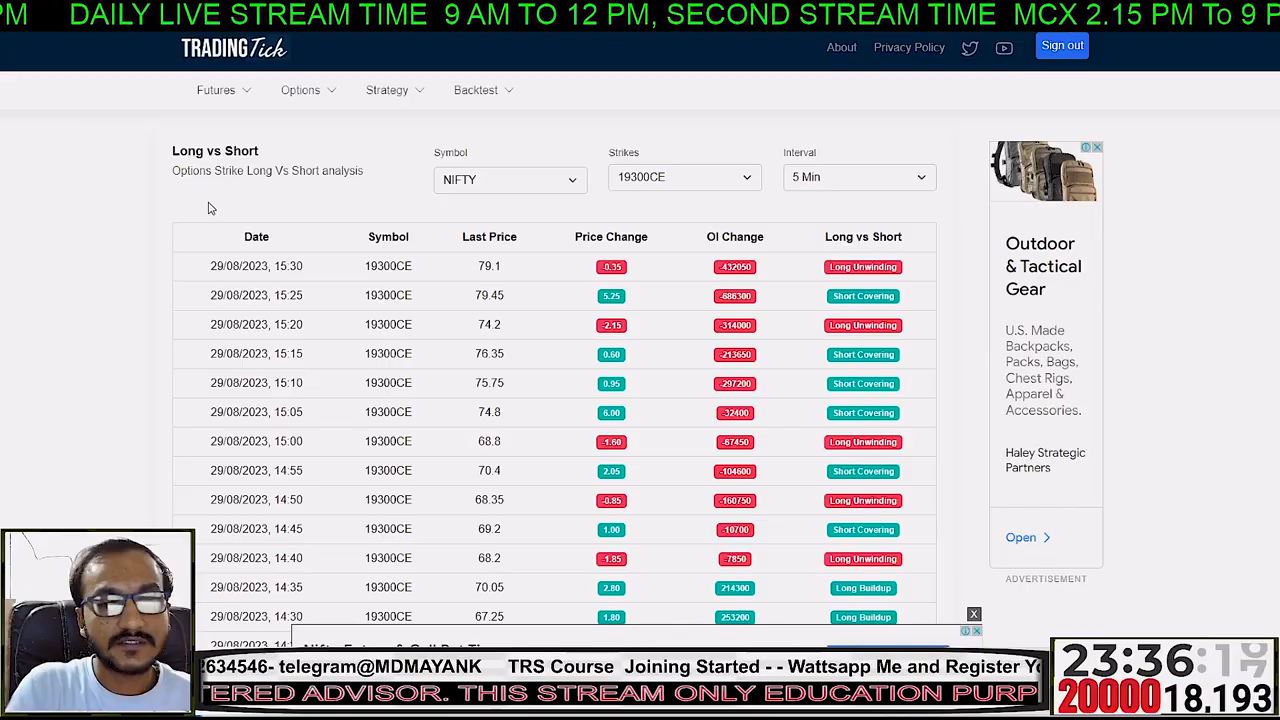 PM DAILY LIVE STREAM TIME 9 AM TO 12 PM, SECOND STREAM TIME MCX 2.15 PM To 9 P
TRADINGTick
About Privacy Policy Sign out
Futures Options Strategy Backtest
Long vs Short
Options Strike Long Vs Short analysis
Symbol Strikes Interval
NIFTY 19300CE 5 Min
Date Symbol Last Price Price Change OI Change Long vs Short
29/08/2023, 15:30 19300CE 79.1 -0.35 -432050 Long Unwinding
29/08/2023, 15:25 19300CE 79.45 5.25 -686300 Short Covering
29/08/2023, 15:20 19300CE 74.2 -2.15 -314000 Long Unwinding
29/08/2023, 15:15 19300CE 76.35 0.60 -213650 Short Covering
29/08/2023, 15:10 19300CE 75.75 0.95 -297200 Short Covering
29/08/2023, 15:05 19300CE 74.8 6.00 -32400 Short Covering
29/08/2023, 15:00 19300CE 68.8 -1.60 -67450 Long Unwinding
29/08/2023, 14:55 19300CE 70.4 2.05 -104600 Short Covering
29/08/2023, 14:50 19300CE 68.35 -0.85 -160750 Long Unwinding
29/08/2023, 14:45 19300CE 69.2 1.00 -10700 Short Covering
29/08/2023, 14:40 19300CE 68.2 -1.85 -7850 Long Unwinding
29/08/2023, 14:35 19300CE 70.05 2.80 214300 Long Buildup
29/08/2023, 14:30 19300CE 67.25 1.80 253200 Long Buildup
Outdoor
& Tactical
Gear
U.S. Made
Backpacks,
Packs, Bags,
Chest Rigs,
Apparel &
Accessories.
Haley Strategic
Partners
Open
ADVERTISEMENT
X
2634546- telegram@MDMAYANK TRS Course Joining Started - - Wattsapp Me and Register Yo
TERED ADVISOR. THIS STREAM ONLY EDUCATION PURP
23:36
20000 18,193